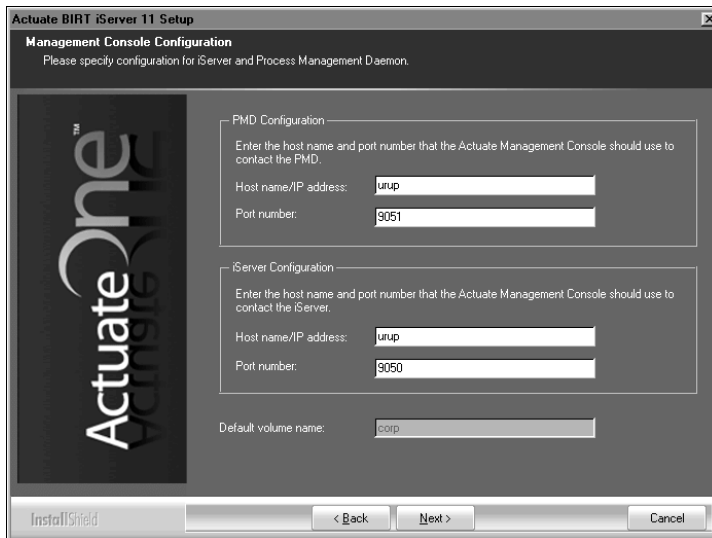 Actuate BIRT iServer 11 Setup
Management Console Configuration
Please specify configuration for iServer and Process Management Daemon.
ActuateOne™
PMD Configuration
Enter the host name and port number that the Actuate Management Console should use to
contact the PMD.
Host name/IP address: urup
Port number: 9051
iServer Configuration
Enter the host name and port number that the Actuate Management Console should use to
contact the iServer.
Host name/IP address: urup
Port number: 9050
Default volume name: corp
InstallShield
< Back Next > Cancel